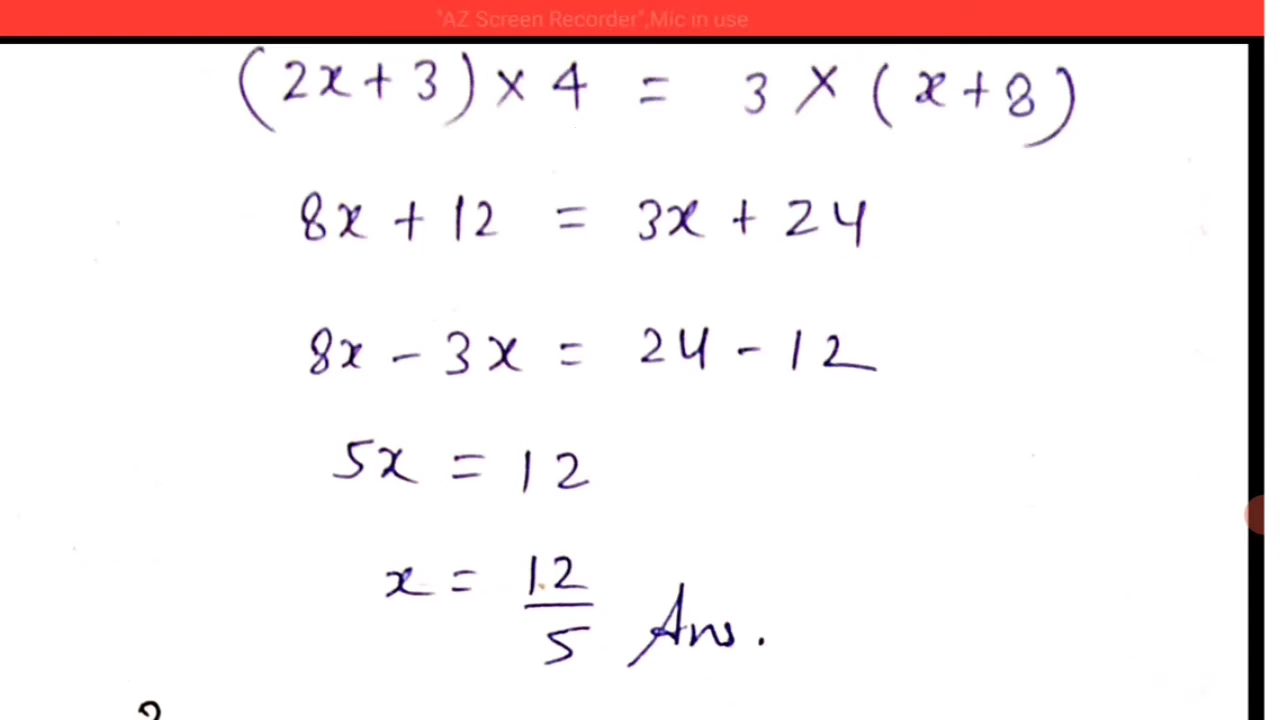 "AZ Screen Recorder",Mic in use
(2x+3)×4 = 3×(x+8)
8x+12 = 3x+24
8x-3x = 24-12
5x = 12
x = 12/5 Ans.